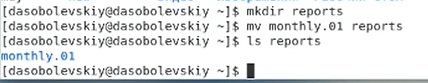 [dasobolevskiy@dasobolevskiy ~]$ mkdir reports
[dasobolevskiy@dasobolevskiy ~]$ mv monthly.01 reports
[dasobolevskiy@dasobolevskiy ~]$ ls reports
monthly.01
[dasobolevskiy@dasobolevskiy ~]$